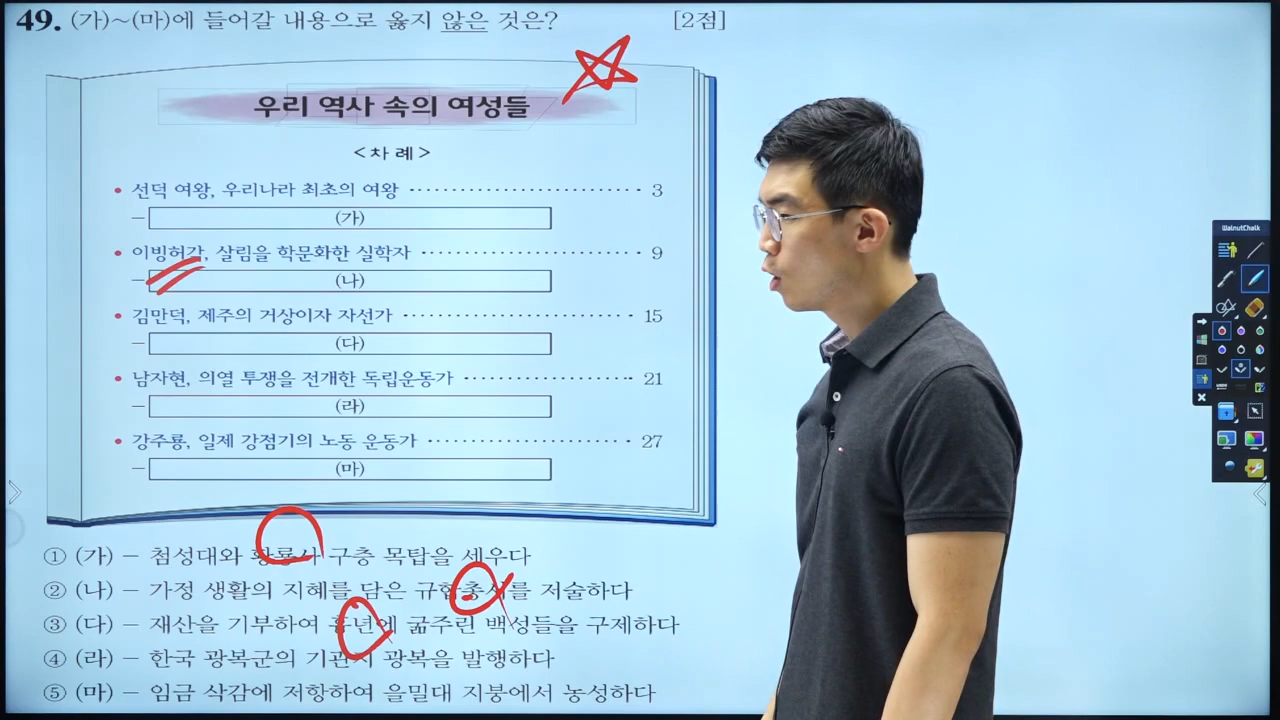 49. (가)~(마)에 들어갈 내용으로 옳지 않은 것은? [2점]
우리 역사 속의 여성들
<차 례>
• 선덕 여왕, 우리나라 최초의 여왕 ⋯⋯⋯⋯⋯⋯⋯⋯ 3
- (가)
• 이빙허각, 살림을 학문화한 실학자 ⋯⋯⋯⋯⋯⋯⋯⋯ 9
- (나)
• 김만덕, 제주의 거상이자 자선가 ⋯⋯⋯⋯⋯⋯⋯⋯ 15
- (다)
• 남자현, 의열 투쟁을 전개한 독립운동가 ⋯⋯⋯⋯⋯⋯ 21
- (라)
• 강주룡, 일제 강점기의 노동 운동가 ⋯⋯⋯⋯⋯⋯⋯ 27
- (마)
① (가) - 첨성대와 황룡사 구층 목탑을 세우다
② (나) - 가정 생활의 지혜를 담은 규합총서를 저술하다
③ (다) - 재산을 기부하여 흉년에 굶주린 백성들을 구제하다
④ (라) - 한국 광복군의 기관지 광복을 발행하다
⑤ (마) - 임금 삭감에 저항하여 을밀대 지붕에서 농성하다
WalnutChalk